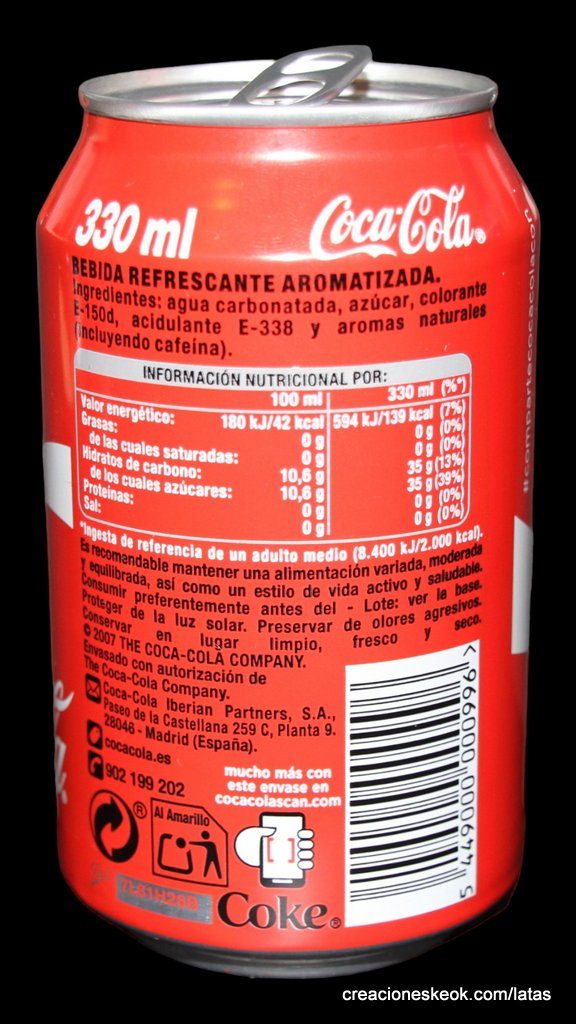 330 ml
Coca-Cola®
BEBIDA REFRESCANTE AROMATIZADA.
Ingredientes: agua carbonatada, azúcar, colorante
E-150d, acidulante E-338 y aromas naturales
(incluyendo cafeína).
INFORMACIÓN NUTRICIONAL POR:
100 ml 330 ml (%*)
Valor energético: 180 kJ/42 kcal 594 kJ/139 kcal (7%)
Grasas: 0 g 0 g (0%)
de las cuales saturadas: 0 g 0 g (0%)
Hidratos de carbono: 10,6 g 35 g (13%)
de los cuales azúcares: 10,6 g 35 g (39%)
Proteínas: 0 g 0 g (0%)
Sal: 0 g 0 g (0%)
*Ingesta de referencia de un adulto medio (8.400 kJ/2.000 kcal).
Es recomendable mantener una alimentación variada, moderada
y equilibrada, así como un estilo de vida activo y saludable.
Consumir preferentemente antes del - Lote: ver la base.
Proteger de la luz solar. Preservar de olores agresivos.
Conservar en lugar limpio, fresco y seco.
© 2007 THE COCA-COLA COMPANY.
Envasado con autorización de
The Coca-Cola Company.
Coca-Cola Iberian Partners, S.A.,
Paseo de la Castellana 259 C, Planta 9.
28046 - Madrid (España).
cocacola.es
902 199 202
mucho más con
este envase en
cocacolascan.com
®
Al Amarillo
Coke®
5 449000 000996 >
#compartecocacolacon
creacioneskeok.com/latas